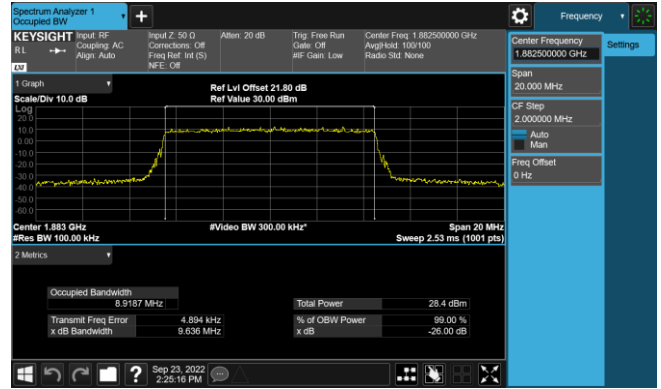 Spectrum Analyzer 1
Occupied BW
Frequency
KEYSIGHT
RL
LXI
Input: RF
Coupling: AC
Align: Auto
Input Z: 50 Ω
Corrections: Off
Freq Ref: Int (S)
NFE: Off
Atten: 20 dB
Trig: Free Run
Gate: Off
#IF Gain: Low
Center Freq: 1.882500000 GHz
Avg|Hold: 100/100
Radio Std: None
Center Frequency
1.882500000 GHz
Settings
Span
20.000 MHz
CF Step
2.000000 MHz
Auto
Man
Freq Offset
0 Hz
1 Graph
Scale/Div 10.0 dB
Ref Lvl Offset 21.80 dB
Ref Value 30.00 dBm
Log
20.0
10.0
0.00
-10.0
-20.0
-30.0
-40.0
-50.0
-60.0
Center 1.883 GHz
#Res BW 100.00 kHz
#Video BW 300.00 kHz*
Span 20 MHz
Sweep 2.53 ms (1001 pts)
2 Metrics
Occupied Bandwidth
8.9187 MHz
Total Power 28.4 dBm
Transmit Freq Error 4.894 kHz
% of OBW Power 99.00 %
x dB Bandwidth 9.636 MHz
x dB -26.00 dB
?
Sep 23, 2022
2:25:16 PM